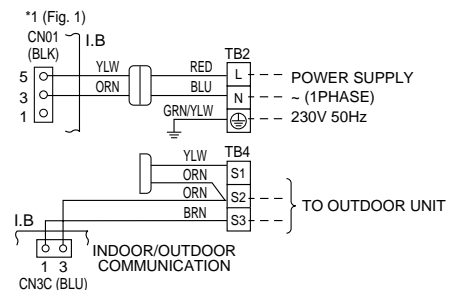 *1 (Fig. 1)
CN01
(BLK)
I.B
TB2
5
YLW
RED
L
POWER SUPPLY
3
ORN
BLU
N
~ (1PHASE)
1
GRN/YLW
230V 50Hz
YLW
TB4
ORN
S1
ORN
S2
TO OUTDOOR UNIT
BRN
S3
I.B
INDOOR/OUTDOOR
COMMUNICATION
1 3
CN3C (BLU)